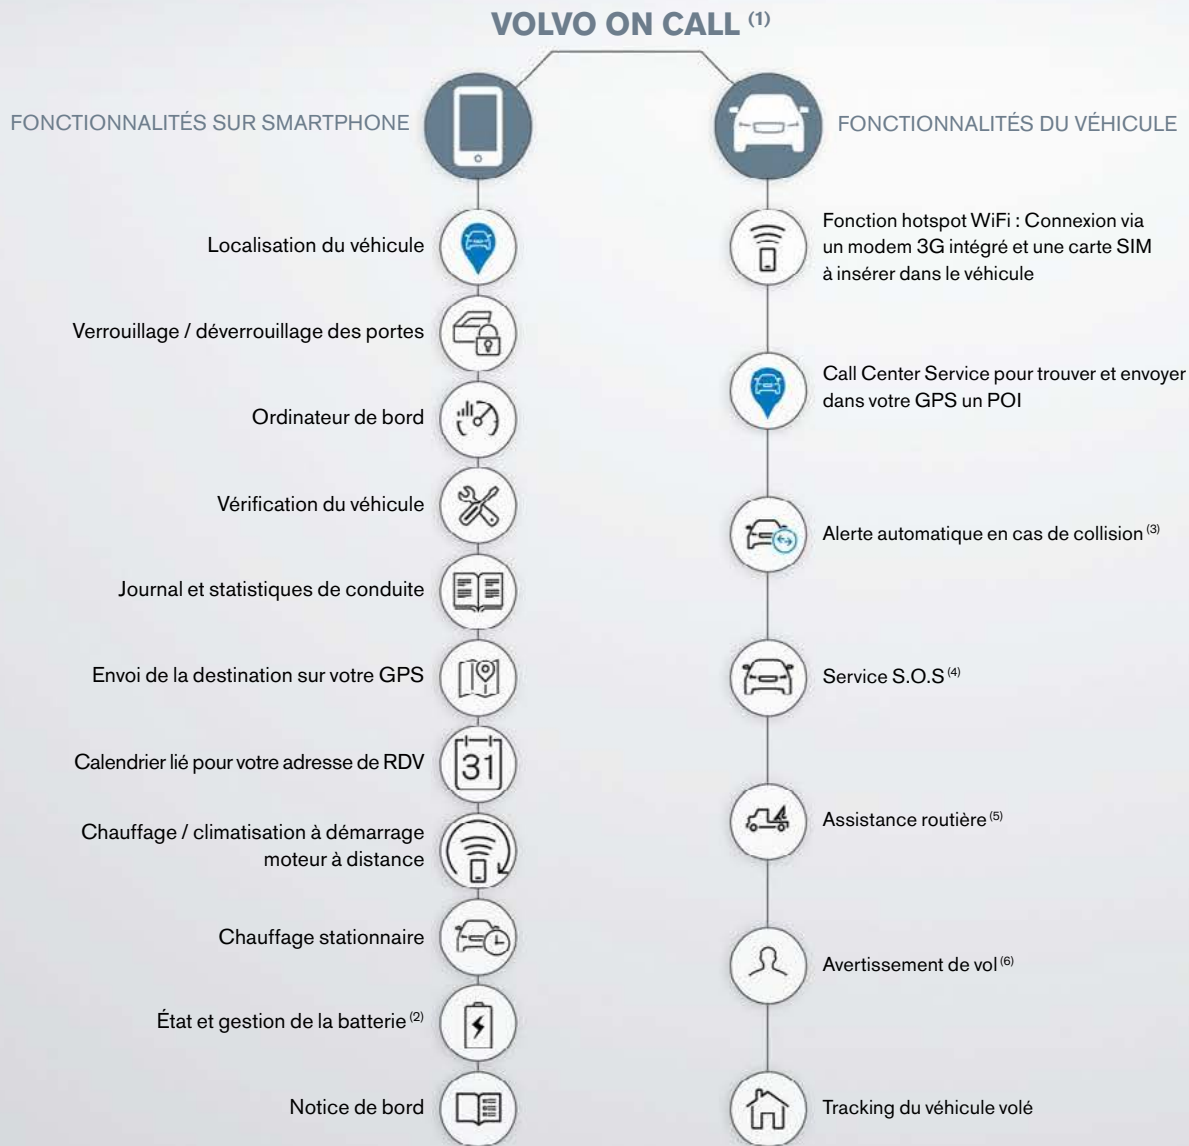 VOLVO ON CALL (1)
FONCTIONNALITÉS SUR SMARTPHONE
Localisation du véhicule
Verrouillage / déverrouillage des portes
Ordinateur de bord
Vérification du véhicule
Journal et statistiques de conduite
Envoi de la destination sur votre GPS
Calendrier lié pour votre adresse de RDV
31
Chauffage / climatisation à démarrage
moteur à distance
Chauffage stationnaire
État et gestion de la batterie (2)
Notice de bord
FONCTIONNALITÉS DU VÉHICULE
Fonction hotspot WiFi : Connexion via
un modem 3G intégré et une carte SIM
à insérer dans le véhicule
Call Center Service pour trouver et envoyer
dans votre GPS un POI
Alerte automatique en cas de collision (3)
Service S.O.S (4)
Assistance routière (5)
Avertissement de vol (6)
Tracking du véhicule volé